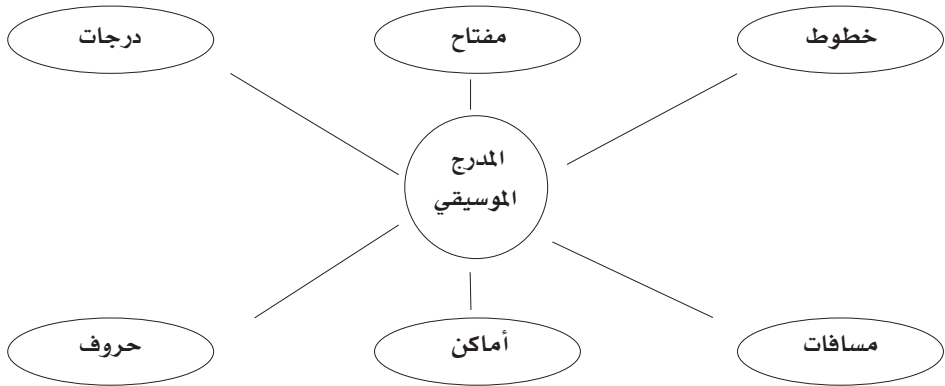 خطوط
مفتاح
درجات
المدرج
الموسيقي
مسافات
أماكن
حروف